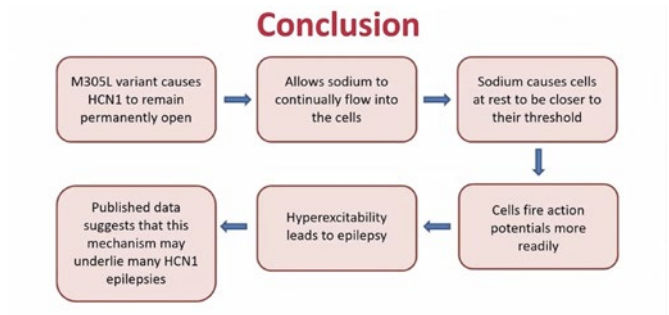 Conclusion
M305L variant causes
HCN1 to remain
permanently open
Allows sodium to
continually flow into
the cells
Sodium causes cells
at rest to be closer to
their threshold
Cells fire action
potentials more
readily
Hyperexcitability
leads to epilepsy
Published data
suggests that this
mechanism may
underlie many HCN1
epilepsies